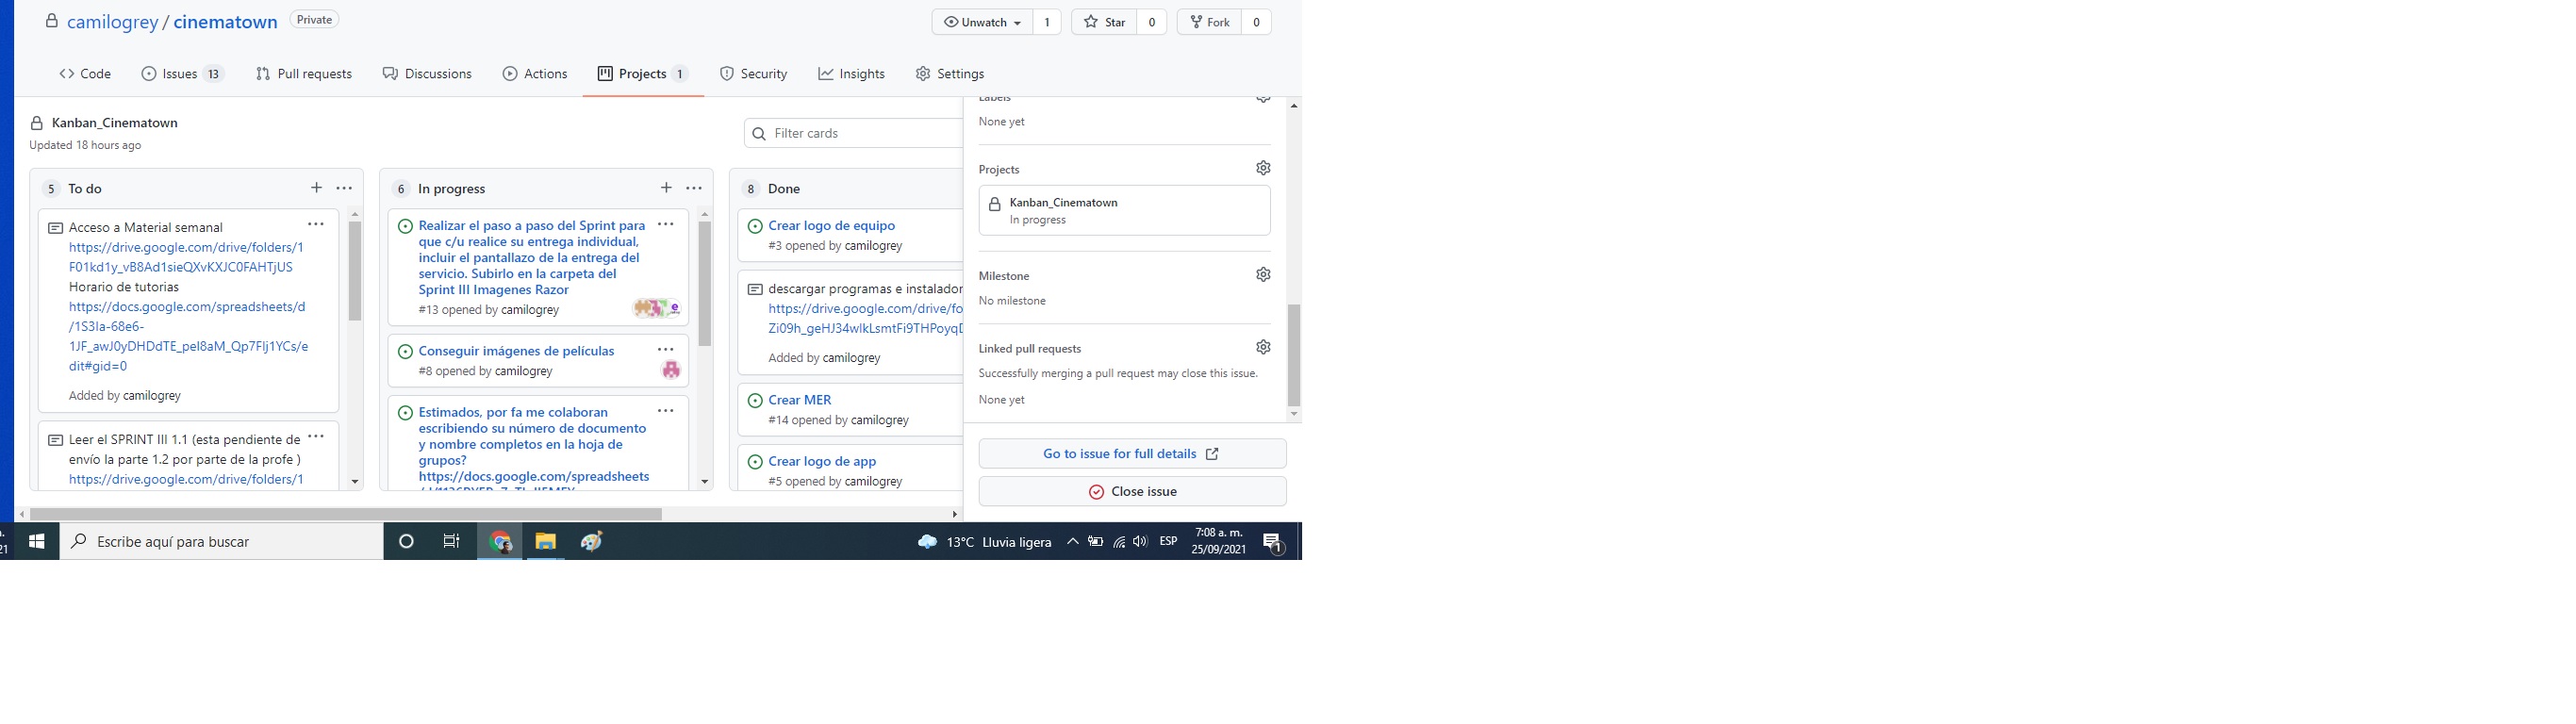 camilogrey / cinematown Private
Unwatch 1 Star 0 Fork 0
Code Issues 13 Pull requests Discussions Actions Projects 1 Security Insights Settings
Kanban_Cinematown
Updated 18 hours ago
Filter cards
5 To do
Acceso a Material semanal
https://drive.google.com/drive/folders/1
F01kd1y_vB8Ad1sieQXvKXJC0FAHTjUS
Horario de tutorias
https://docs.google.com/spreadsheets/d
/1S3Ia-68e6-
1JF_awJ0yDHDdTE_peI8aM_Qp7FIj1YCs/e
dit#gid=0
Added by camilogrey
Leer el SPRINT III 1.1 (esta pendiente de
envío la parte 1.2 por parte de la profe )
https://drive.google.com/drive/folders/1
6 In progress
Realizar el paso a paso del Sprint para
que c/u realice su entrega individual,
incluir el pantallazo de la entrega del
servicio. Subirlo en la carpeta del
Sprint III Imagenes Razor
#13 opened by camilogrey
Conseguir imágenes de películas
#8 opened by camilogrey
Estimados, por fa me colaboran
escribiendo su número de documento
y nombre completos en la hoja de
grupos?
https://docs.google.com/spreadsheets
8 Done
Crear logo de equipo
#3 opened by camilogrey
descargar programas e instalador
https://drive.google.com/drive/fo
Zi09h_geHJ34wlkLsmtFi9THPoyqD
Added by camilogrey
Crear MER
#14 opened by camilogrey
Crear logo de app
#5 opened by camilogrey
Labels
None yet
Projects
Kanban_Cinematown
In progress
Milestone
No milestone
Linked pull requests
Successfully merging a pull request may close this issue.
None yet
Go to issue for full details
Close issue
Escribe aquí para buscar
13°C Lluvia ligera
ESP
7:08 a. m.
25/09/2021
1